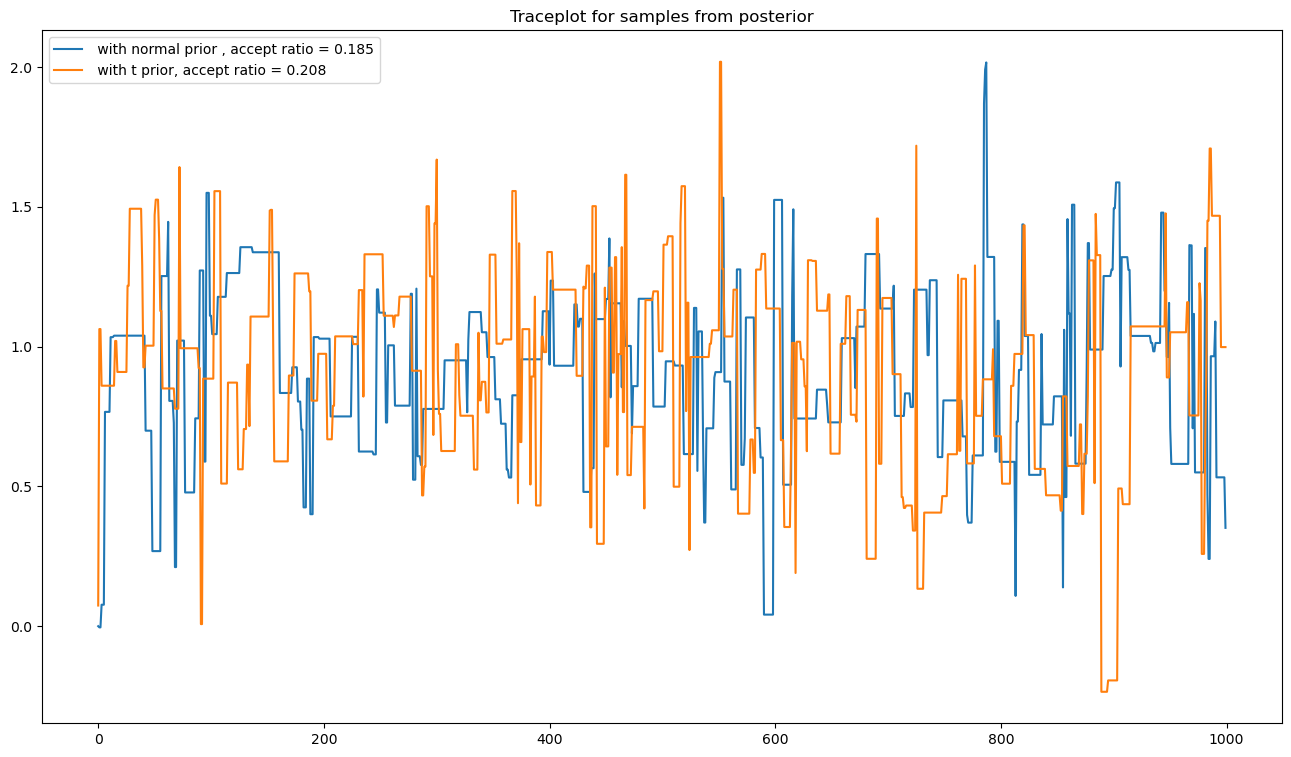 Traceplot for samples from posterior
with normal prior , accept ratio = 0.185
with t prior, accept ratio = 0.208
2.0
1.5
1.0
0.5
0.0
0 200 400 600 800 1000